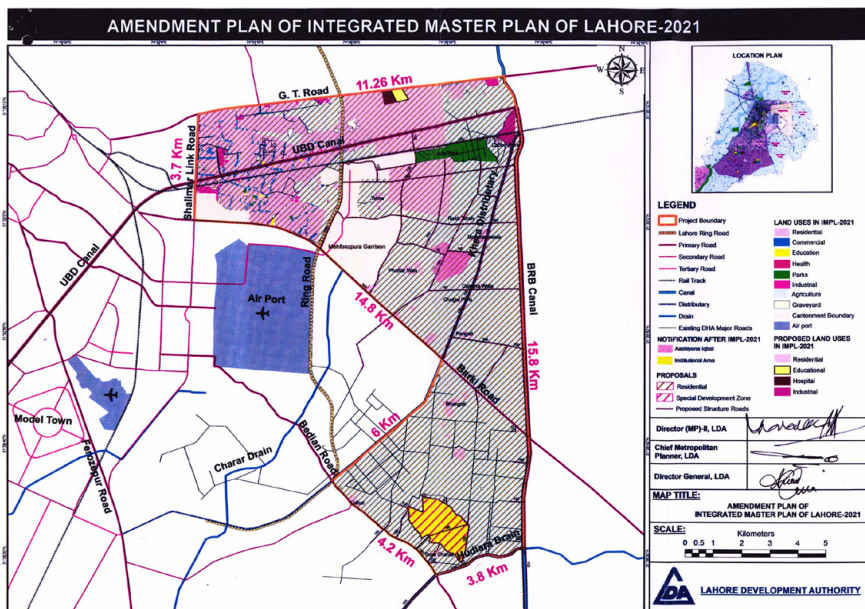 AMENDMENT PLAN OF INTEGRATED MASTER PLAN OF LAHORE-2021
N
W
E
S
LOCATION PLAN
G. T. Road
11.26 Km
3.7 Km
Shalimar Link Road
UBD Canal
UBD Canal
Khera Distributary
BRB Canal
15.8 Km
Mehfoozpura Garrison
Air Port
Ring Road
14.8 Km
Barki Road
6 Km
Model Town
Ferozepur Road
Charar Drain
Badian Road
4.2 Km
Hudiara Drain
3.8 Km
LEGEND
Project Boundary
Lahore Ring Road
Primary Road
Secondary Road
Tertiary Road
Rail Track
Canal
Distributary
Drain
Existing DHA Major Roads
NOTIFICATION AFTER IMPL-2021
Aashiyana Iqbal
Institutional Area
PROPOSALS
Residential
Special Development Zone
Proposed Structure Roads
LAND USES IN IMPL-2021
Residential
Commercial
Education
Health
Parks
Industrial
Agriculture
Graveyard
Cantonment Boundary
Air port
PROPOSED LAND USES
IN IMPL-2021
Residential
Educational
Hospital
Industrial
Director (MP)-II, LDA
Chief Metropolitan
Planner, LDA
Director General, LDA
MAP TITLE:
AMENDMENT PLAN OF
INTEGRATED MASTER PLAN OF LAHORE-2021
SCALE:
Kilometers
0 0.5 1 2 3 4 5
LDA
LAHORE DEVELOPMENT AUTHORITY